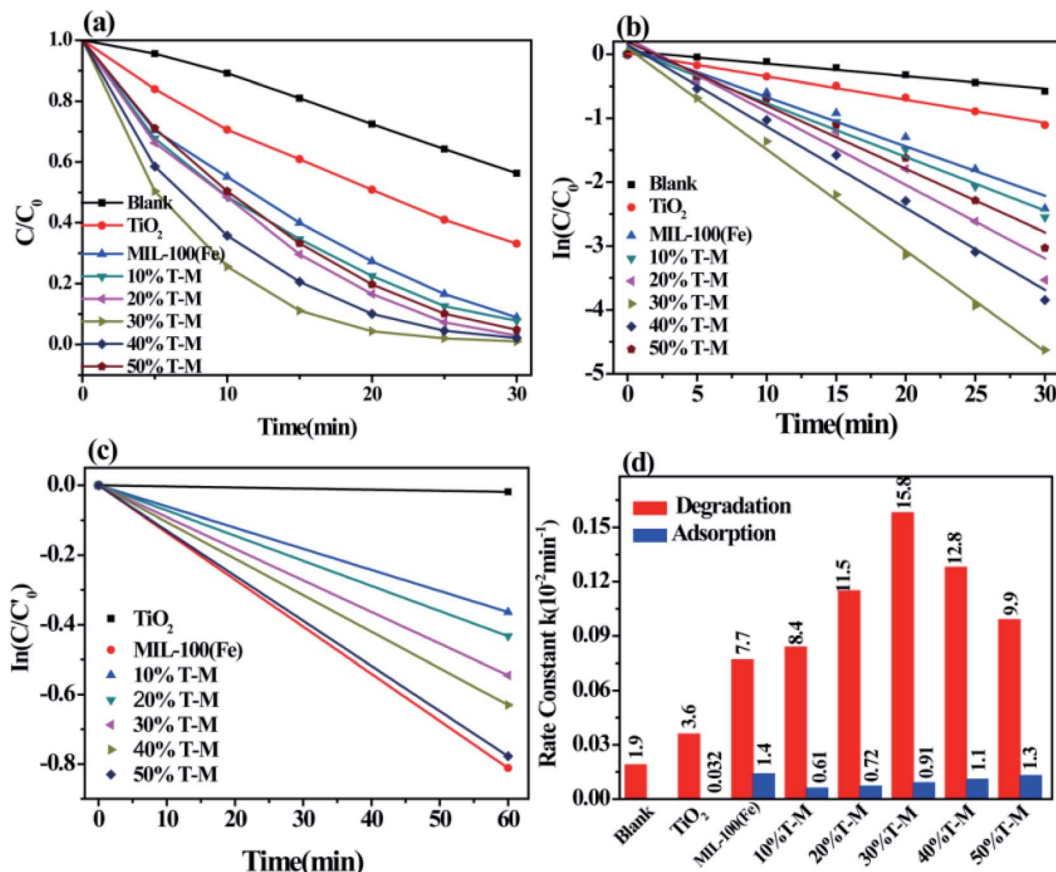 (a)
C/C0
1.0
0.8
0.6
0.4
0.2
0.0
Blank
TiO2
MIL-100(Fe)
10% T-M
20% T-M
30% T-M
40% T-M
50% T-M
0 10 20 30
Time(min)
(b)
In(C/C0)
0
-1
-2
-3
-4
-5
Blank
TiO2
MIL-100(Fe)
10% T-M
20% T-M
30% T-M
40% T-M
50% T-M
0 5 10 15 20 25 30
Time(min)
(c)
In(C/C'0)
0.0
-0.2
-0.4
-0.6
-0.8
TiO2
MIL-100(Fe)
10% T-M
20% T-M
30% T-M
40% T-M
50% T-M
0 10 20 30 40 50 60
Time(min)
(d)
Rate Constant k(10-2min-1)
0.15
0.12
0.09
0.06
0.03
0.00
Degradation
Adsorption
1.9
3.6
0.032
7.7
1.4
8.4
0.61
11.5
0.72
15.8
0.91
12.8
1.1
9.9
1.3
Blank
TiO2
MIL-100(Fe)
10%T-M
20%T-M
30%T-M
40%T-M
50%T-M